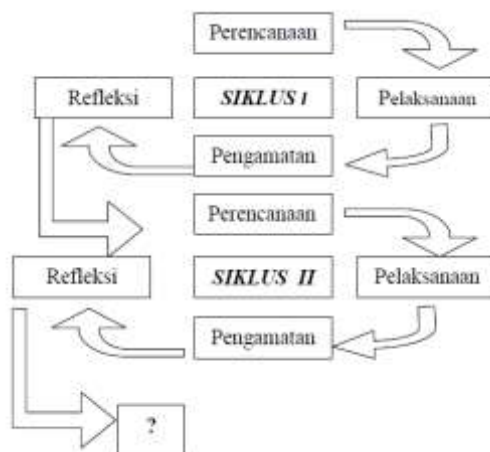 Perencanaan
Refleksi
SIKLUS I
Pelaksanaan
Pengamatan
Perencanaan
Refleksi
SIKLUS II
Pelaksanaan
Pengamatan
?